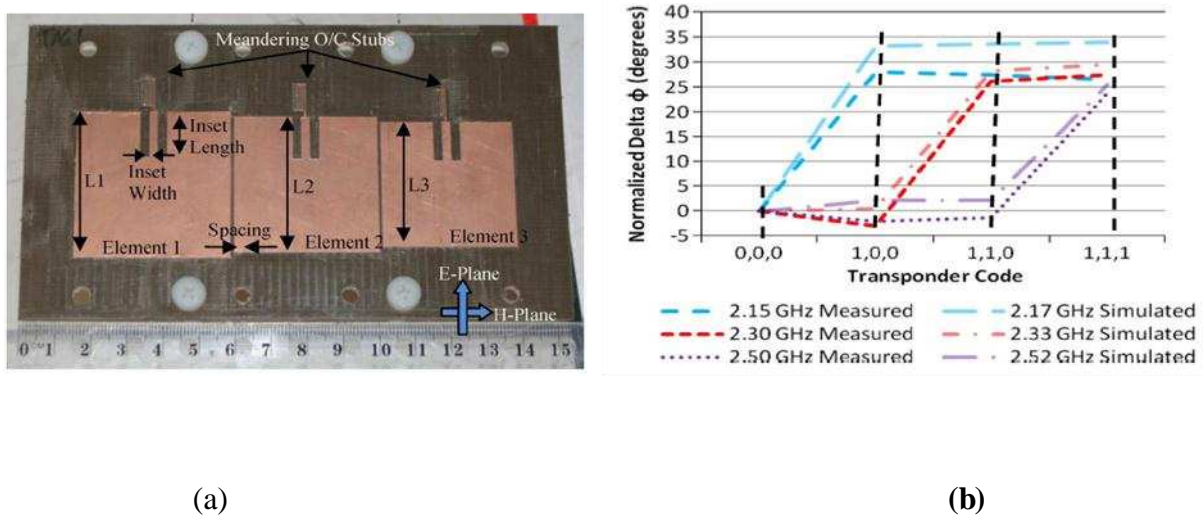 TAG 1
Meandering O/C Stubs
Inset
Length
Inset
Width
L1
L2
L3
Spacing
Element 1
Element 2
Element 3
E-Plane
H-Plane
0 1 2 3 4 5 6 7 8 9 10 11 12 13 14 15
(a)
Normalized Delta ϕ (degrees)
40
35
30
25
20
15
10
5
0
-5
0,0,0 1,0,0 1,1,0 1,1,1
Transponder Code
2.15 GHz Measured 2.17 GHz Simulated
2.30 GHz Measured 2.33 GHz Simulated
2.50 GHz Measured 2.52 GHz Simulated
(b)